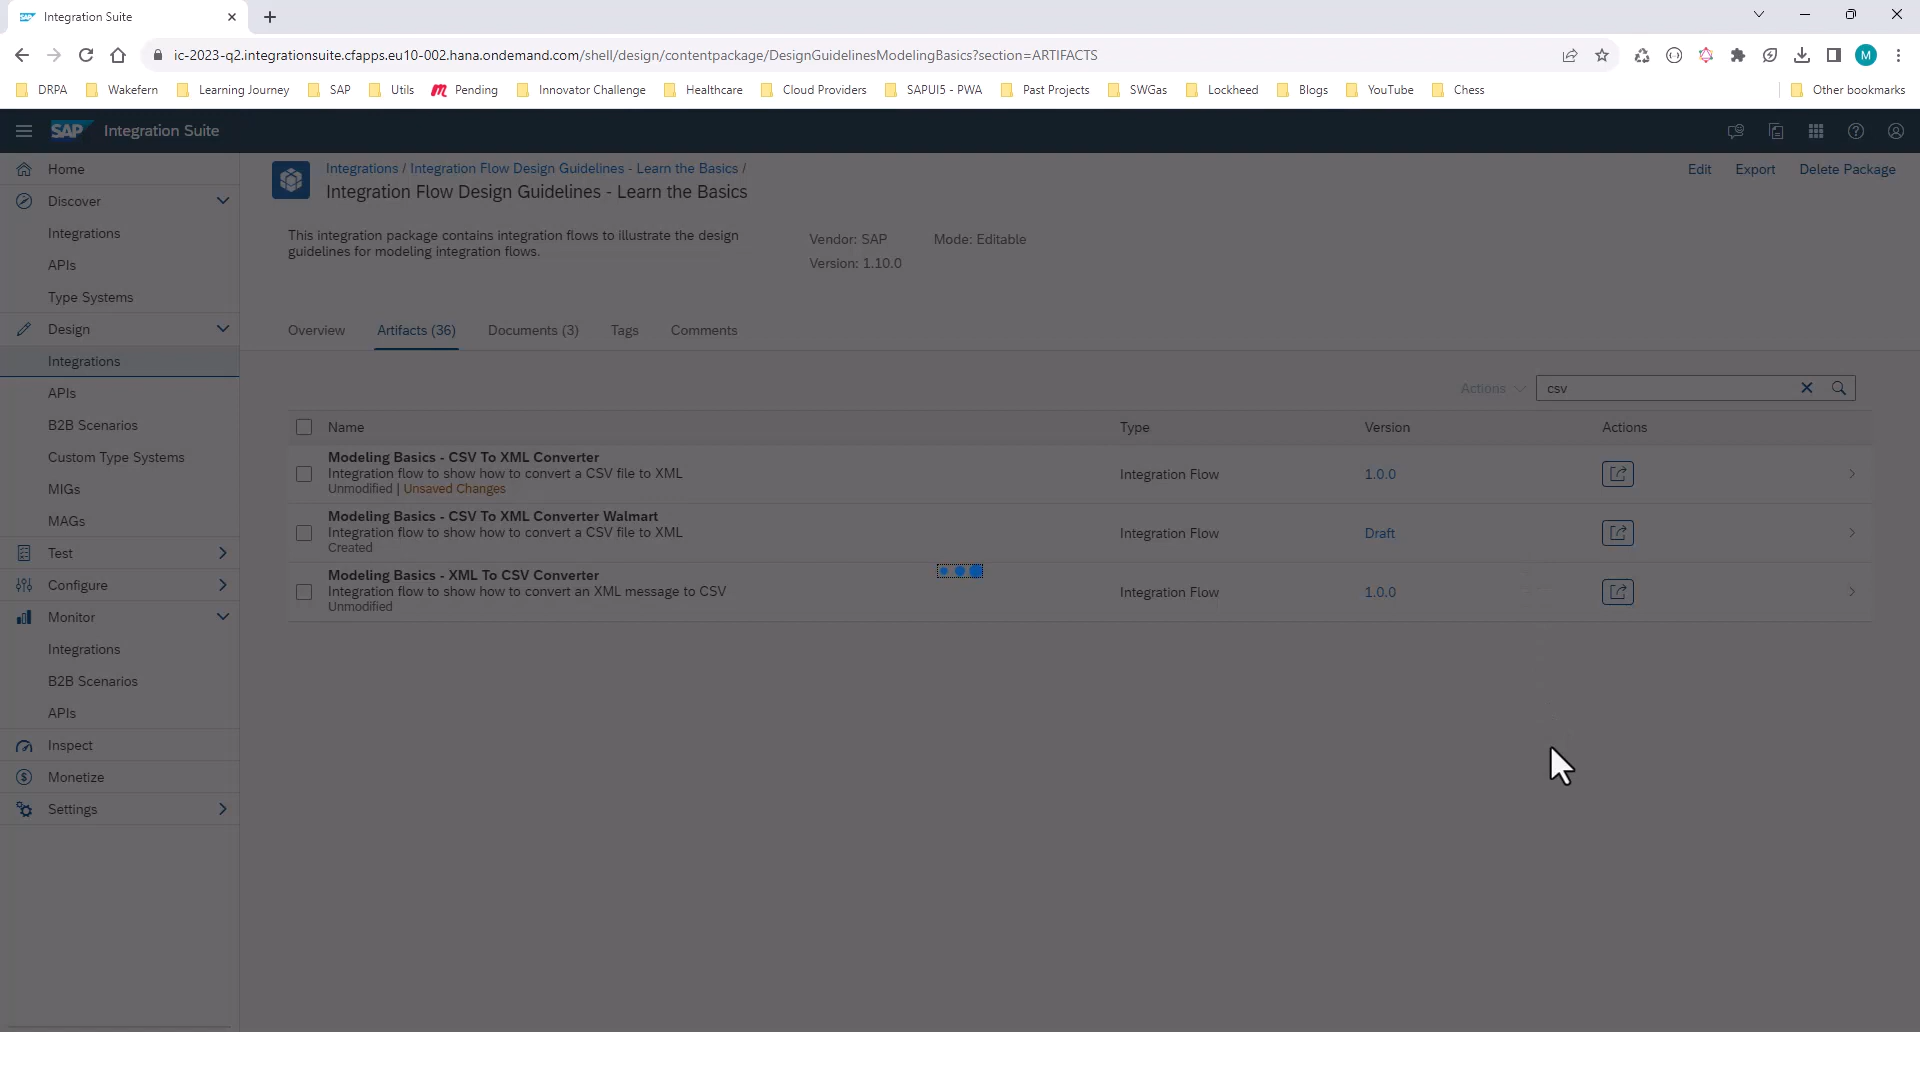 Integration Suite
ic-2023-q2.integrationsuite.cfapps.eu10-002.hana.ondemand.com/shell/design/contentpackage/DesignGuidelinesModelingBasics?section=ARTIFACTS
M
DRPA Wakefern Learning Journey SAP Utils Pending Innovator Challenge Healthcare Cloud Providers SAPUI5 - PWA Past Projects SWGas Lockheed Blogs YouTube Chess Other bookmarks
SAP Integration Suite
Home
Discover
Integrations
APIs
Type Systems
Design
Integrations
APIs
B2B Scenarios
Custom Type Systems
MIGs
MAGs
Test
Configure
Monitor
Integrations
B2B Scenarios
APIs
Inspect
Monetize
Settings
Integrations / Integration Flow Design Guidelines - Learn the Basics /
Edit Export Delete Package
Integration Flow Design Guidelines - Learn the Basics
This integration package contains integration flows to illustrate the design
guidelines for modeling integration flows.
Vendor: SAP Mode: Editable
Version: 1.10.0
Overview Artifacts (36) Documents (3) Tags Comments
Actions csv
Name Type Version Actions
Modeling Basics - CSV To XML Converter
Integration flow to show how to convert a CSV file to XML
Unmodified | Unsaved Changes
Integration Flow 1.0.0
Modeling Basics - CSV To XML Converter Walmart
Integration flow to show how to convert a CSV file to XML
Created
Integration Flow Draft
Modeling Basics - XML To CSV Converter
Integration flow to show how to convert an XML message to CSV
Unmodified
Integration Flow 1.0.0